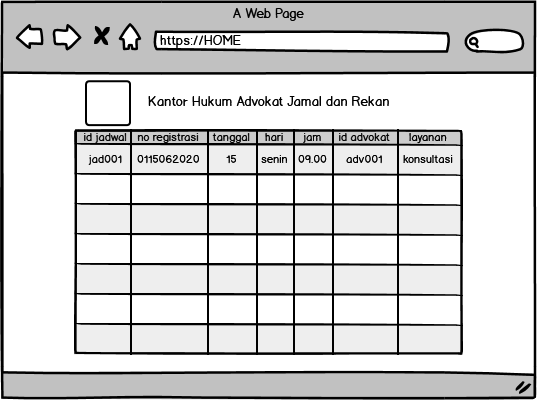 A Web Page
https://HOME
Kantor Hukum Advokat Jamal dan Rekan
id jadwal no registrasi tanggal hari jam id advokat layanan
jad001 0115062020 15 senin 09.00 adv001 konsultasi